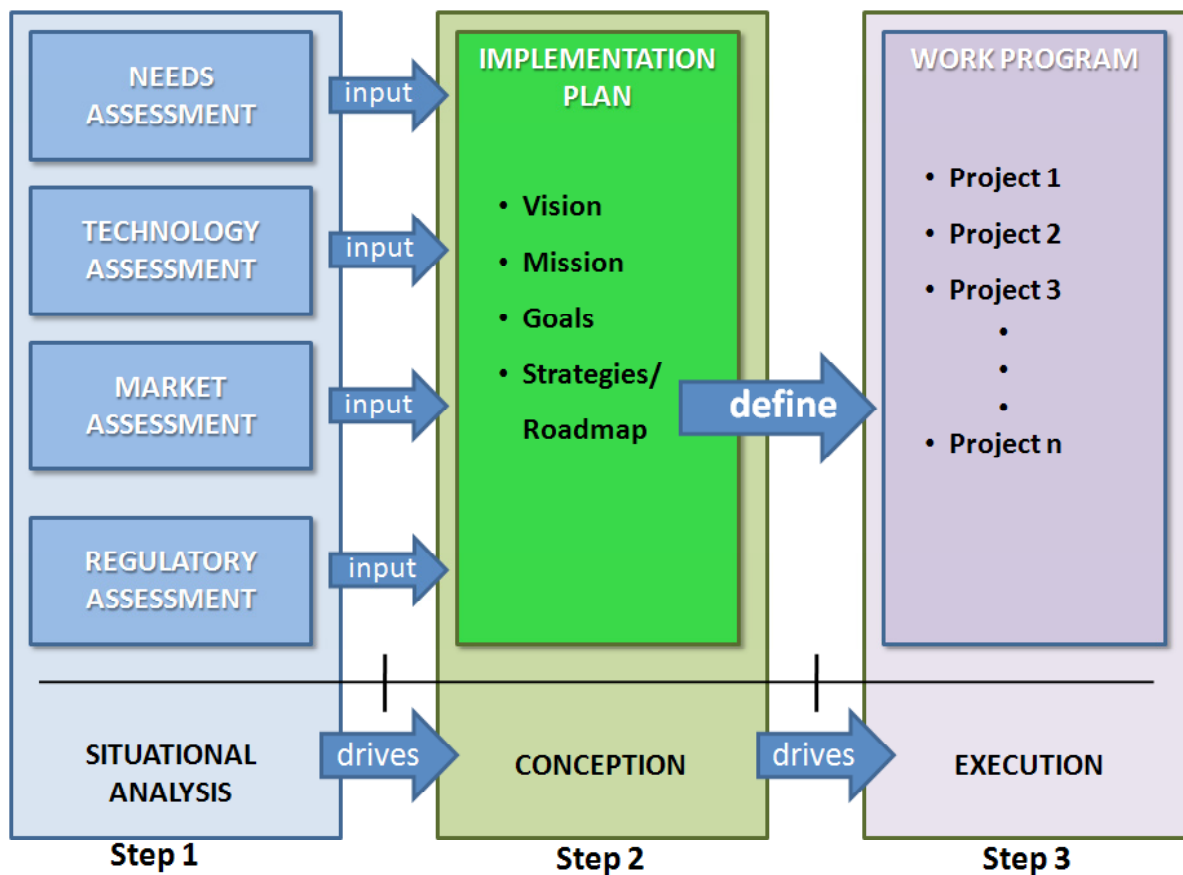 NEEDS
ASSESSMENT
input
TECHNOLOGY
ASSESSMENT
input
MARKET
ASSESSMENT
input
REGULATORY
ASSESSMENT
input
IMPLEMENTATION
PLAN
• Vision
• Mission
• Goals
• Strategies/
Roadmap
define
WORK PROGRAM
• Project 1
• Project 2
• Project 3
•
•
•
• Project n
SITUATIONAL
ANALYSIS
drives
CONCEPTION
drives
EXECUTION
Step 1
Step 2
Step 3